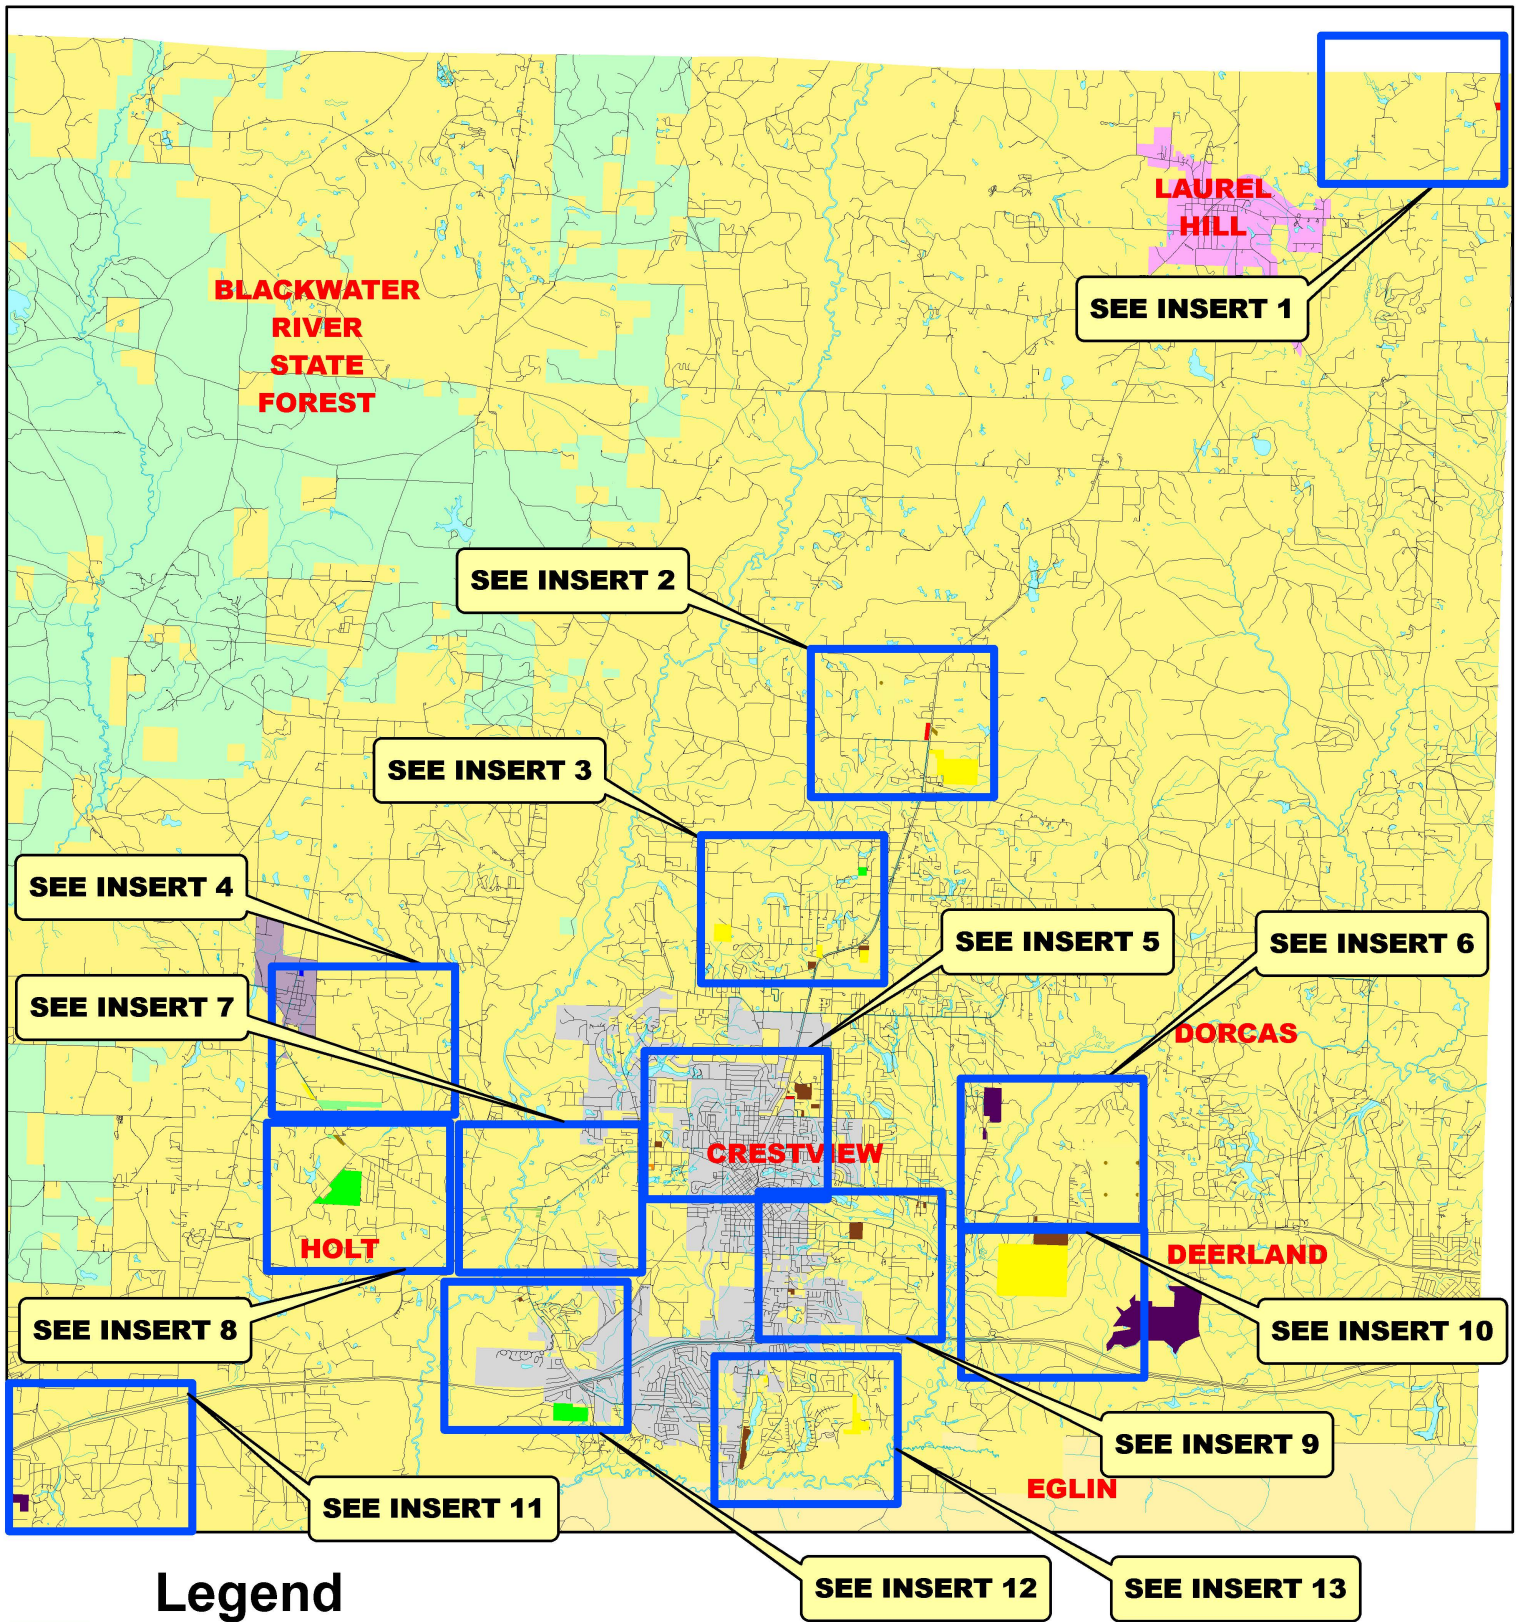 LAUREL
HILL
BLACKWATER
RIVER
STATE
FOREST
SEE INSERT 1
SEE INSERT 2
SEE INSERT 3
SEE INSERT 4
SEE INSERT 5
SEE INSERT 6
SEE INSERT 7
DORCAS
CRESTVIEW
HOLT
DEERLAND
SEE INSERT 8
SEE INSERT 10
SEE INSERT 9
EGLIN
SEE INSERT 11
SEE INSERT 12
SEE INSERT 13
Legend